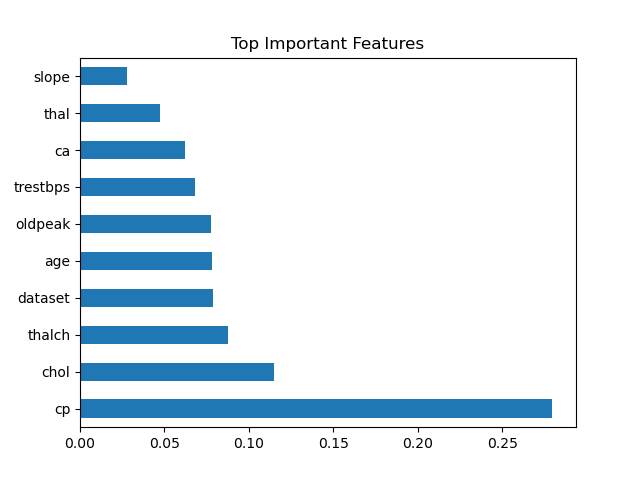 Top Important Features
slope
thal
ca
trestbps
oldpeak
age
dataset
thalch
chol
cp
0.00 0.05 0.10 0.15 0.20 0.25